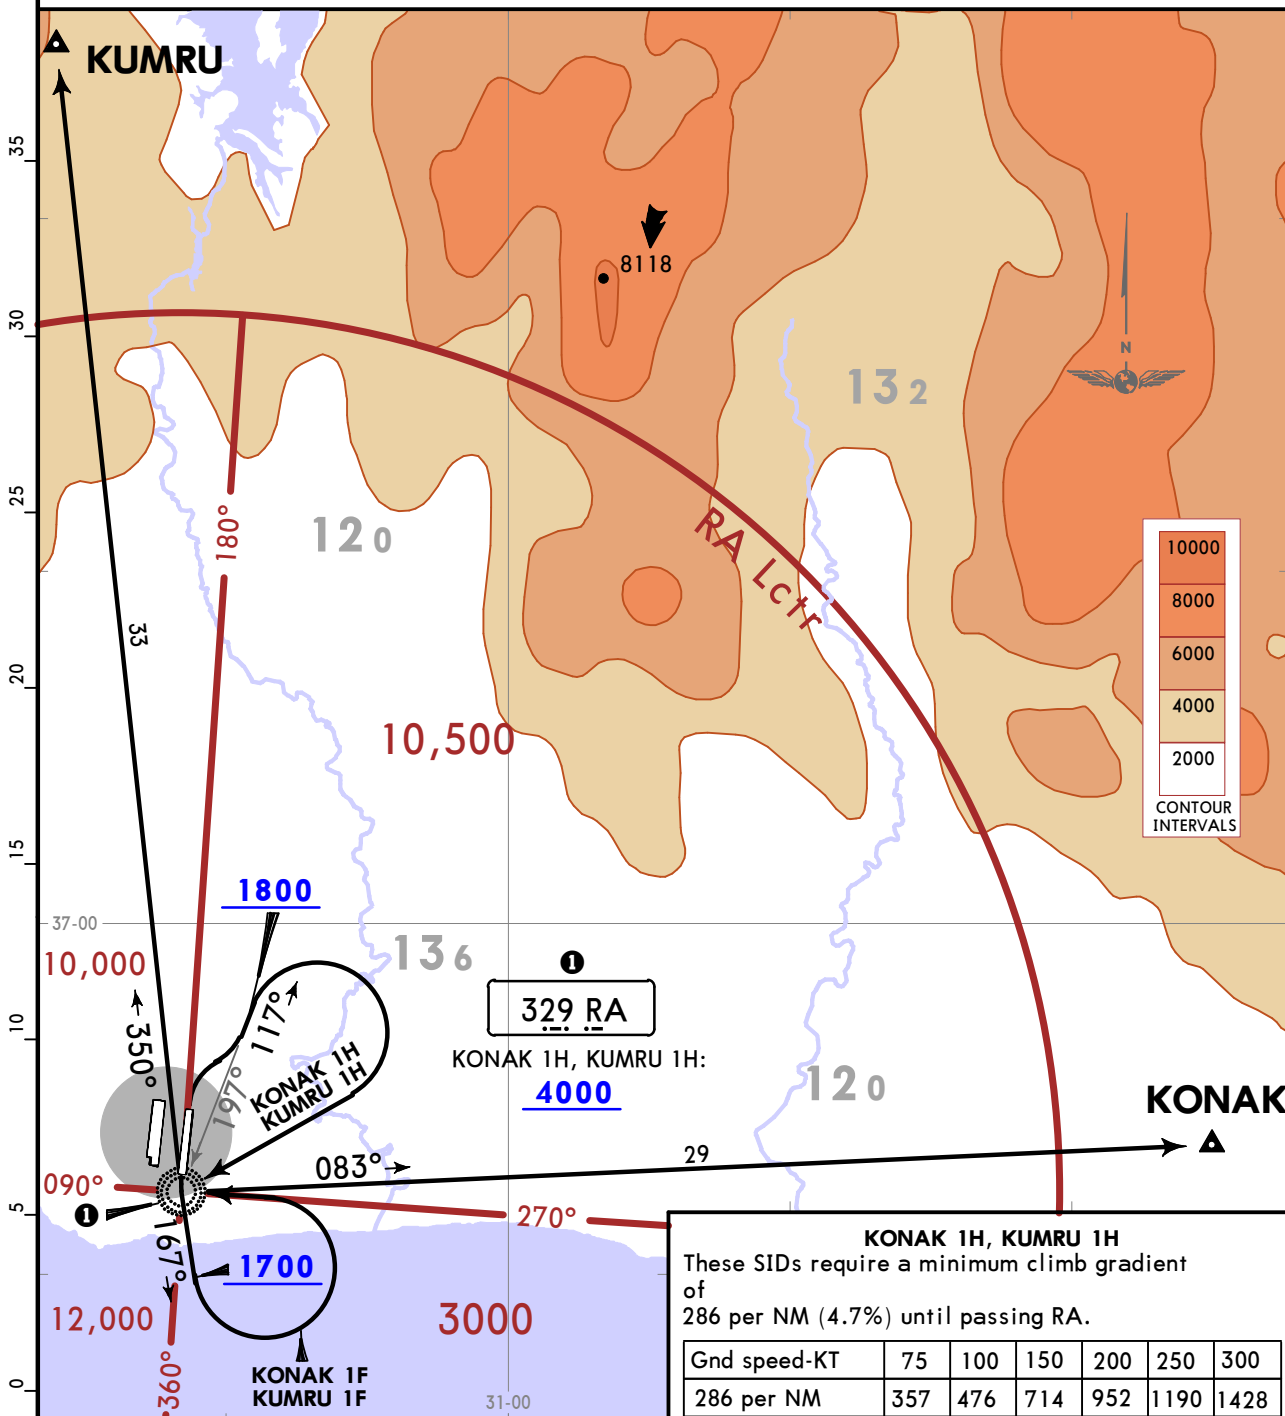 KUMRU
35
8118
30
N
13 2
25
12 0
180°
RA Lctr
10000
8000
6000
4000
2000
CONTOUR
INTERVALS
33
20
10,500
15
1800
37-00
10,000
13 6
1
329 RA
KONAK 1H, KUMRU 1H:
4000
10
350°
117°
197°
KONAK 1H
KUMRU 1H
12 0
KONAK
29
083°
090°
270°
5
1
167°
1700
12,000
3000
360°
KONAK 1F
KUMRU 1F
31-00
0
KONAK 1H, KUMRU 1H
These SIDs require a minimum climb gradient
of
286 per NM (4.7%) until passing RA.
Gnd speed-KT 75 100 150 200 250 300
286 per NM 357 476 714 952 1190 1428